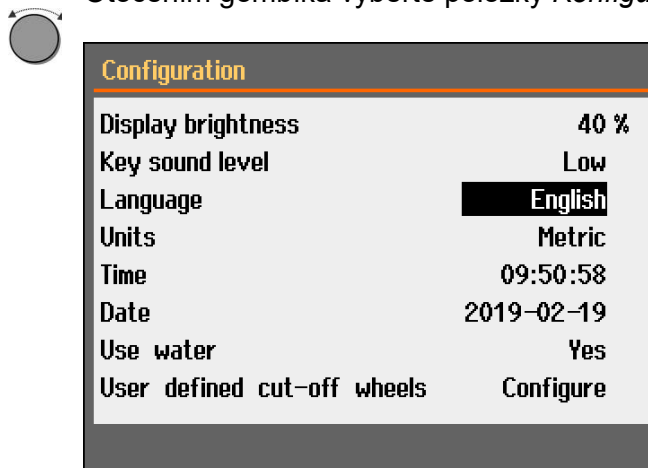 Configuration
Display brightness 40 %
Key sound level Low
Language English
Units Metric
Time 09:50:58
Date 2019-02-19
Use water Yes
User defined cut-off wheels Configure